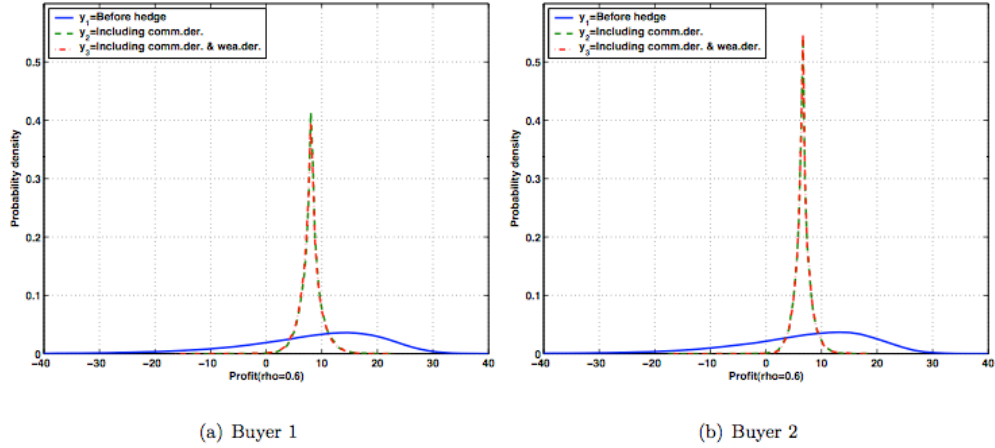 y1=Before hedge
y2=Including comm.der.
y3=Including comm.der. & wea.der.
Probability density
0.5
0.4
0.3
0.2
0.1
0
−40 −30 −20 −10 0 10 20 30 40
Profit(rho=0.6)
(a) Buyer 1
y1=Before hedge
y2=Including comm.der.
y3=Including comm.der. & wea.der.
Probability density
0.5
0.4
0.3
0.2
0.1
0
−40 −30 −20 −10 0 10 20 30 40
Profit(rho=0.6)
(b) Buyer 2